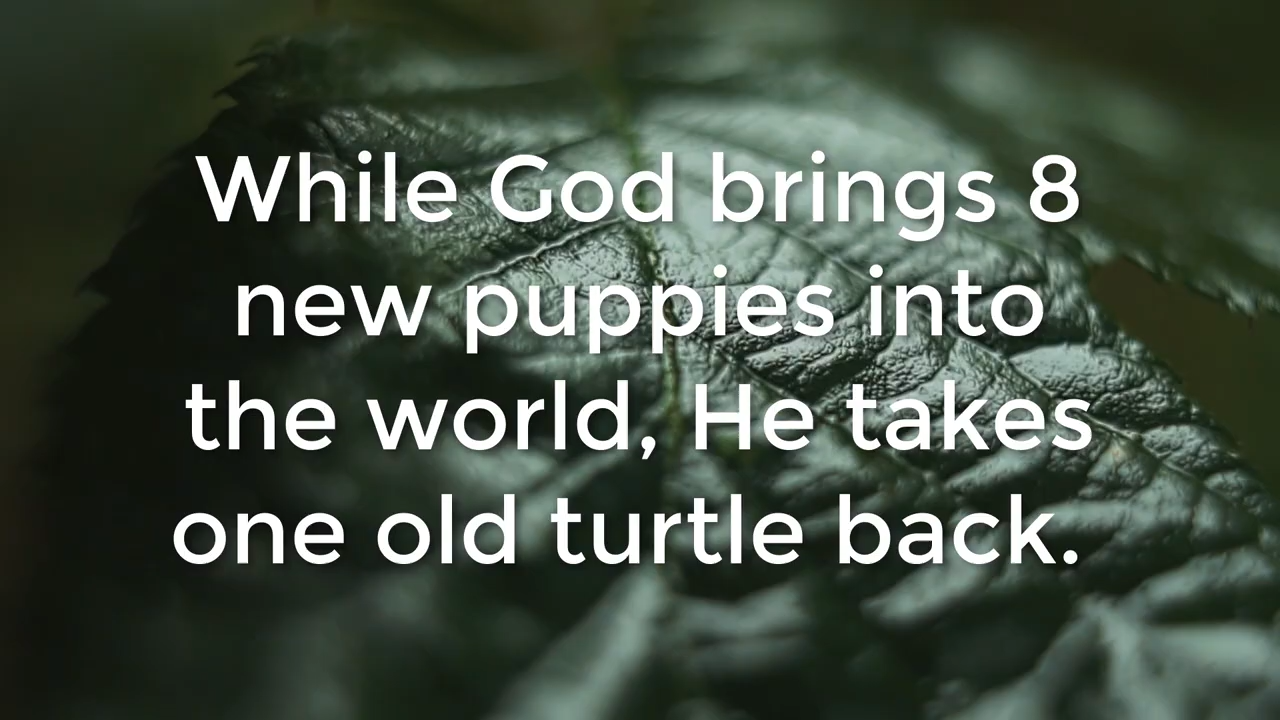 While God brings 8
new puppies into
the world, He takes
one old turtle back.